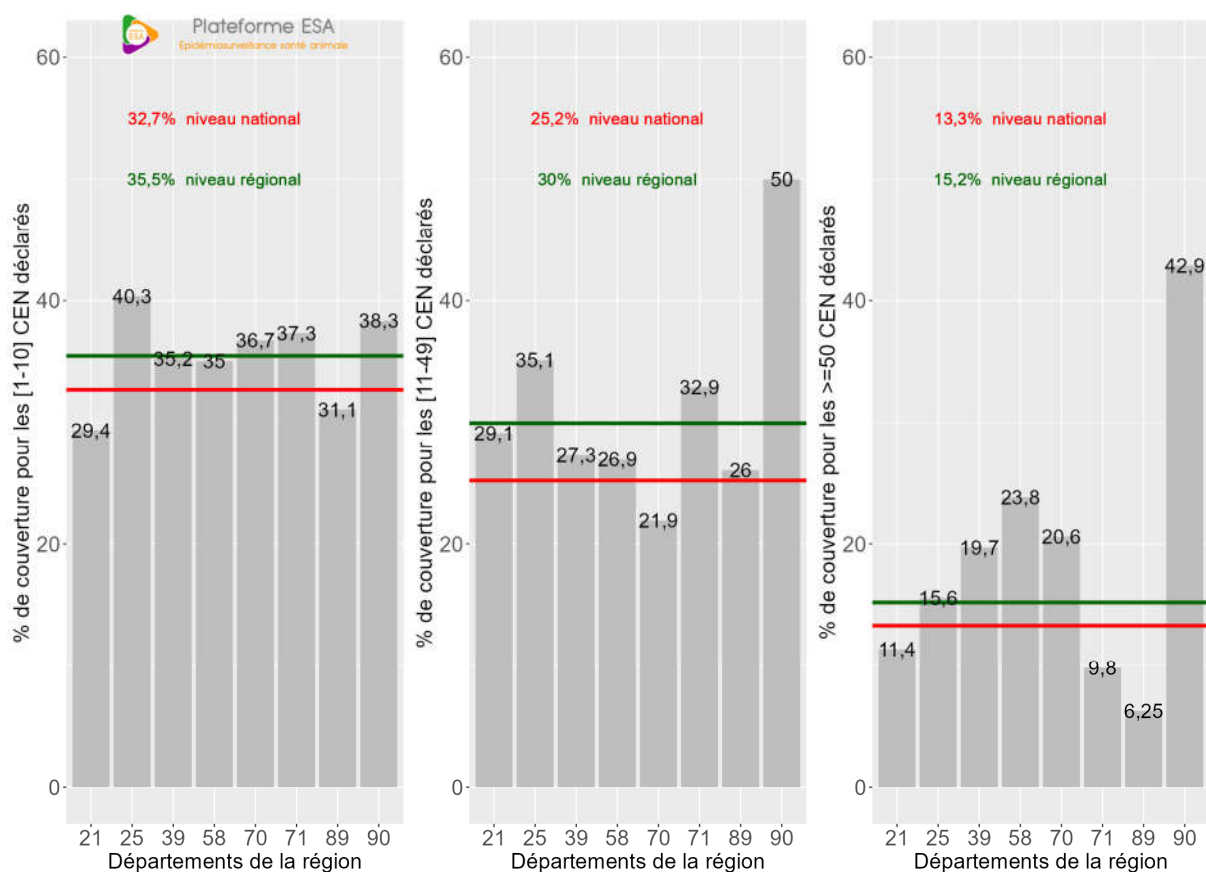 Plateforme ESA
Epidémiosurveillance santé animale
% de couverture pour les [1-10] CEN déclarés
60
40
20
0
32,7% niveau national
35,5% niveau régional
29,4
40,3
35,2
35
36,7
37,3
31,1
38,3
21 25 39 58 70 71 89 90
Départements de la région
% de couverture pour les [11-49] CEN déclarés
60
40
20
0
25,2% niveau national
30% niveau régional
29,1
35,1
27,3
26,9
21,9
32,9
26
50
21 25 39 58 70 71 89 90
Départements de la région
% de couverture pour les >=50 CEN déclarés
60
40
20
0
13,3% niveau national
15,2% niveau régional
11,4
15,6
19,7
23,8
20,6
9,8
6,25
42,9
21 25 39 58 70 71 89 90
Départements de la région